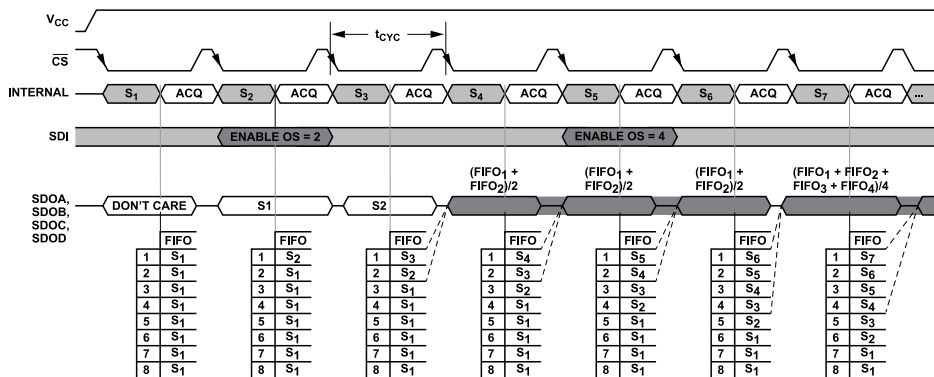 VCC
CS
tCYC
INTERNAL S1 ACQ S2 ACQ S3 ACQ S4 ACQ S5 ACQ S6 ACQ S7 ACQ ...
SDI ENABLE OS = 2 ENABLE OS = 4
(FIFO1 + FIFO2)/2 (FIFO1 + FIFO2)/2 (FIFO1 + FIFO2)/2 (FIFO1 + FIFO2 + FIFO3 + FIFO4)/4
SDOA, SDOB, SDOC, SDOD DON'T CARE S1 S2
FIFO FIFO FIFO FIFO FIFO FIFO FIFO
1 S1 1 S2 1 S3 1 S4 1 S5 1 S6 1 S7
2 S1 2 S1 2 S2 2 S3 2 S4 2 S5 2 S6
3 S1 3 S1 3 S1 3 S2 3 S3 3 S4 3 S5
4 S1 4 S1 4 S1 4 S1 4 S2 4 S3 4 S4
5 S1 5 S1 5 S1 5 S1 5 S1 5 S2 5 S3
6 S1 6 S1 6 S1 6 S1 6 S1 6 S1 6 S2
7 S1 7 S1 7 S1 7 S1 7 S1 7 S1 7 S1
8 S1 8 S1 8 S1 8 S1 8 S1 8 S1 8 S1